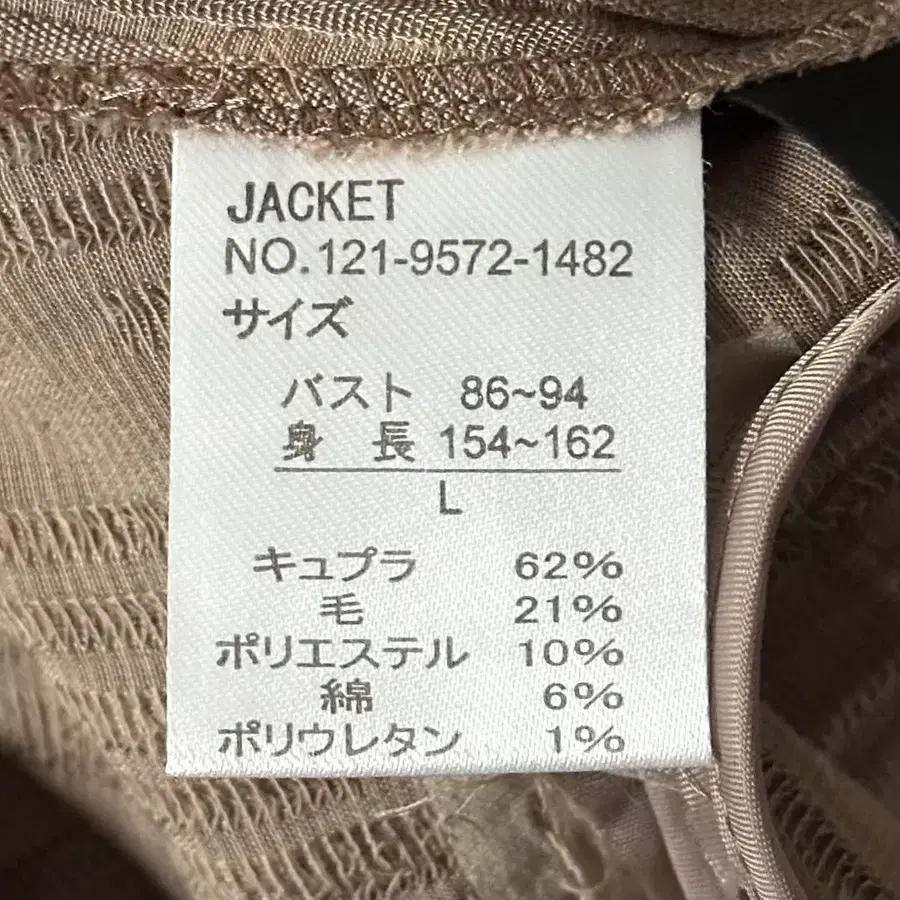 JACKET
NO.121-9572-1482
サイズ
バスト 86~94
身 長 154~162
L
キュプラ 62%
毛 21%
ポリエステル 10%
綿 6%
ポリウレタン 1%